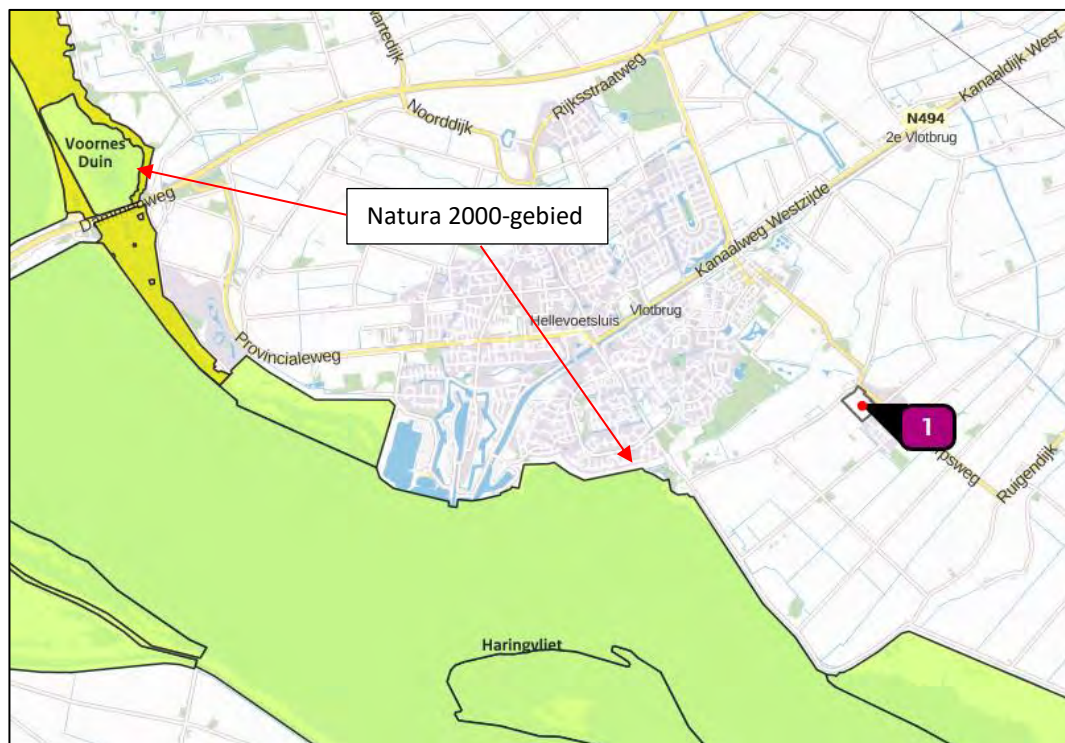 Rijksstraatweg
Kanaaldijk West
N494
2e Vlotbrug
Noorddijk
Voornes
Duin
Natura 2000-gebied
Kanaalweg Westzijde
Vlotbrug
Hellevoetsluis
Provincialeweg
1
Ruigendijk
Haringvliet